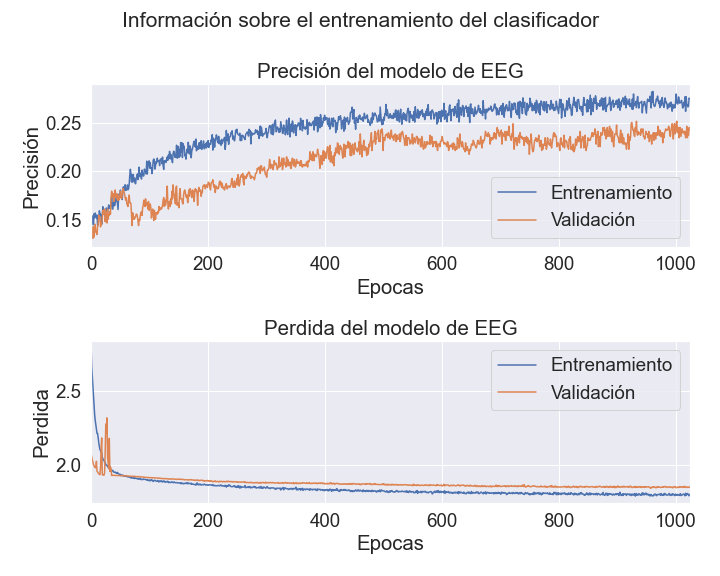 Información sobre el entrenamiento del clasificador
Precisión del modelo de EEG
Precisión
0.25
0.20
0.15
Entrenamiento
Validación
0 200 400 600 800 1000
Epocas
Perdida del modelo de EEG
Perdida
2.5
2.0
Entrenamiento
Validación
0 200 400 600 800 1000
Epocas